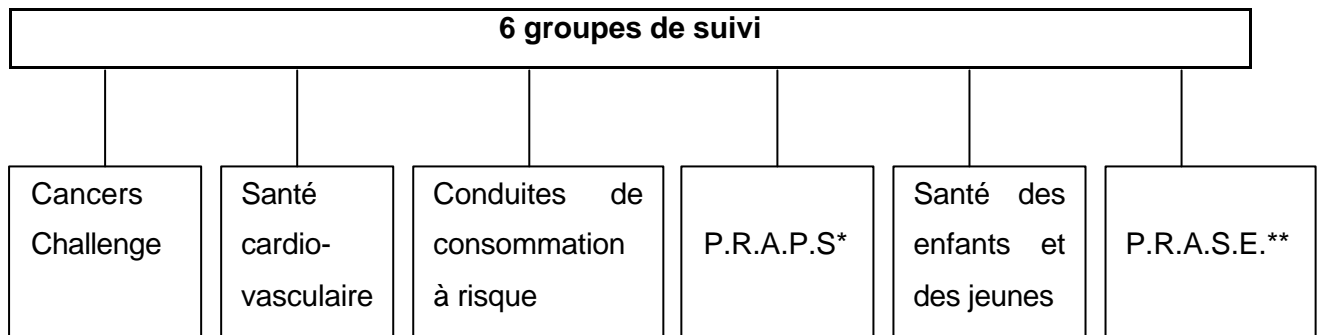 6 groupes de suivi
Cancers
Challenge
Santé
cardio-
vasculaire
Conduites de
consommation
à risque
P.R.A.P.S*
Santé des
enfants et
des jeunes
P.R.A.S.E.**